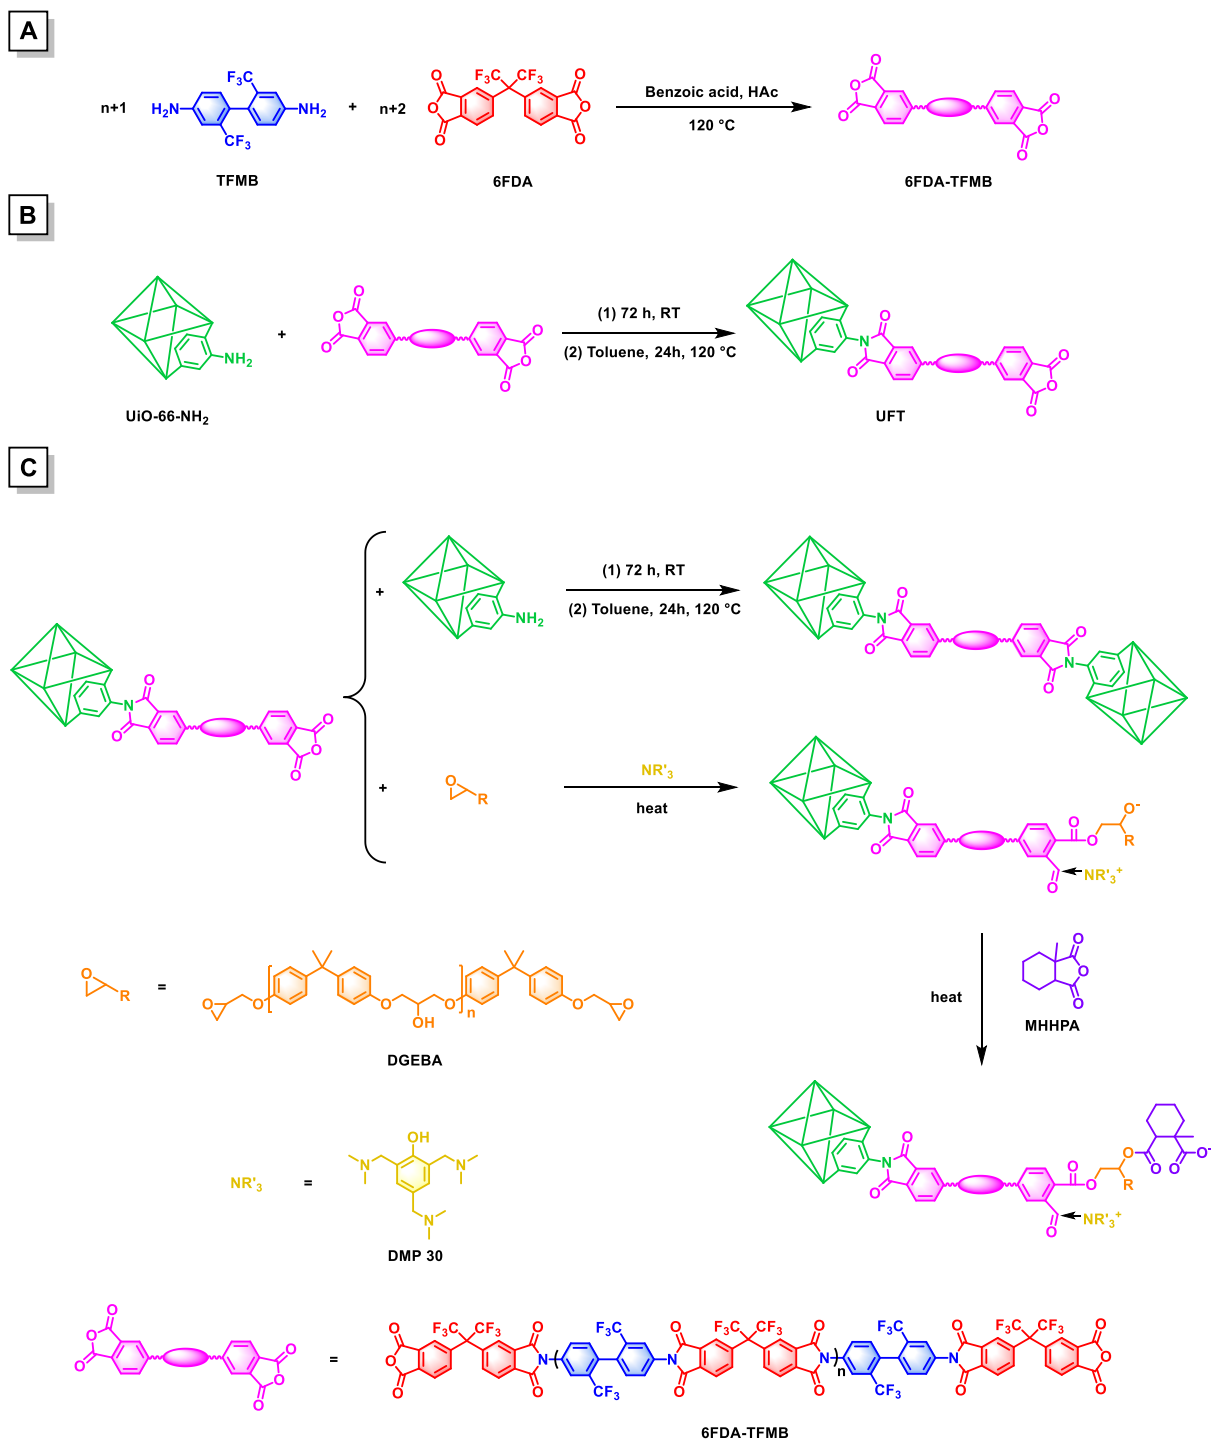 A
n+1
H₂N
F₃C
CF₃
NH₂
TFMB
+
n+2
F₃C CF₃
O
O
O
O
O
O
6FDA
Benzoic acid, HAc
120 °C
O
O
O
O
O
O
6FDA-TFMB
B
NH₂
UiO-66-NH₂
+
O
O
O
O
O
O
(1) 72 h, RT
(2) Toluene, 24h, 120 °C
N
O
O
O
O
O
UFT
C
N
O
O
O
O
O
+
NH₂
(1) 72 h, RT
(2) Toluene, 24h, 120 °C
N
O
O
O
O
N
+
O
R
NR'₃
heat
N
O
O
O
O
O⁻
R
O
NR'₃⁺
heat
O
O
O
MHHPA
O
R
=
O
O
O
OH
O
n
O
O
DGEBA
N
O
O
O
O
O
R
O
O
O⁻
O
NR'₃⁺
NR'₃
=
OH
N
N
N
DMP 30
O
O
O
O
O
O
=
O
O
O
F₃C CF₃
O
O
N
F₃C
CF₃
N
O
O
F₃C CF₃
O
O
N
n
F₃C
CF₃
N
O
O
F₃C CF₃
O
O
O
6FDA-TFMB